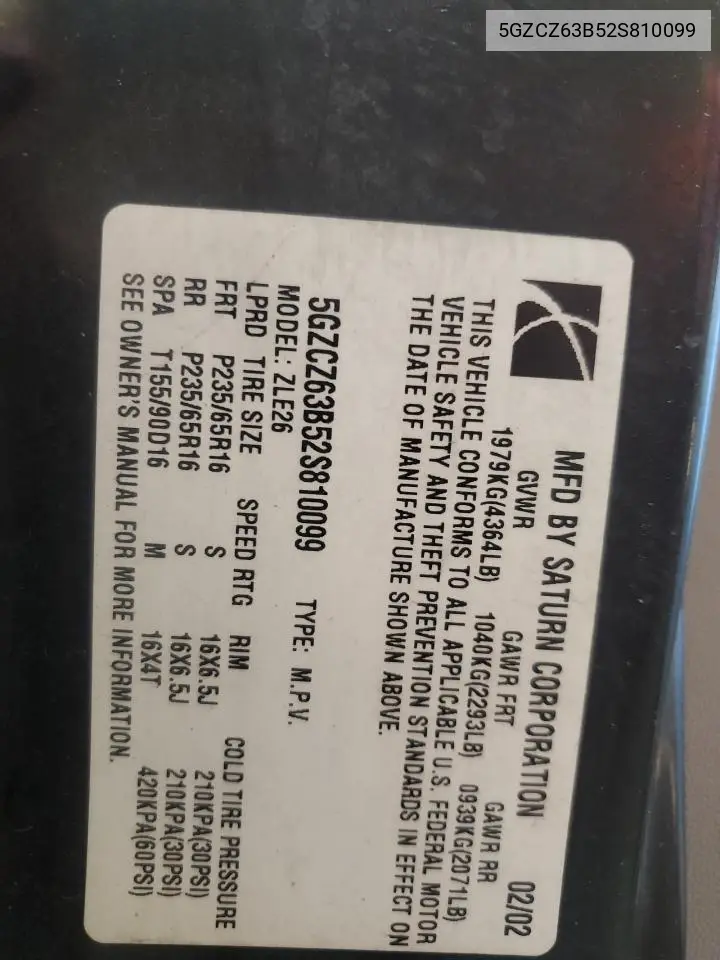 5GZCZ63B52S810099
MFD BY SATURN CORPORATION 02/02
GVWR GAWR FRT GAWR RR
1979KG(4364LB) 1040KG(2293LB) 0939KG(2071LB)
THIS VEHICLE CONFORMS TO ALL APPLICABLE U.S. FEDERAL MOTOR
VEHICLE SAFETY AND THEFT PREVENTION STANDARDS IN EFFECT ON
THE DATE OF MANUFACTURE SHOWN ABOVE.
5GZCZ63B52S810099 TYPE: M.P.V.
MODEL: ZLE26
LPRD TIRE SIZE SPEED RTG RIM COLD TIRE PRESSURE
FRT P235/65R16 S 16X6.5J 210KPA(30PSI)
RR P235/65R16 S 16X6.5J 210KPA(30PSI)
SPA T155/90D16 M 16X4T 420KPA(60PSI)
SEE OWNER'S MANUAL FOR MORE INFORMATION.